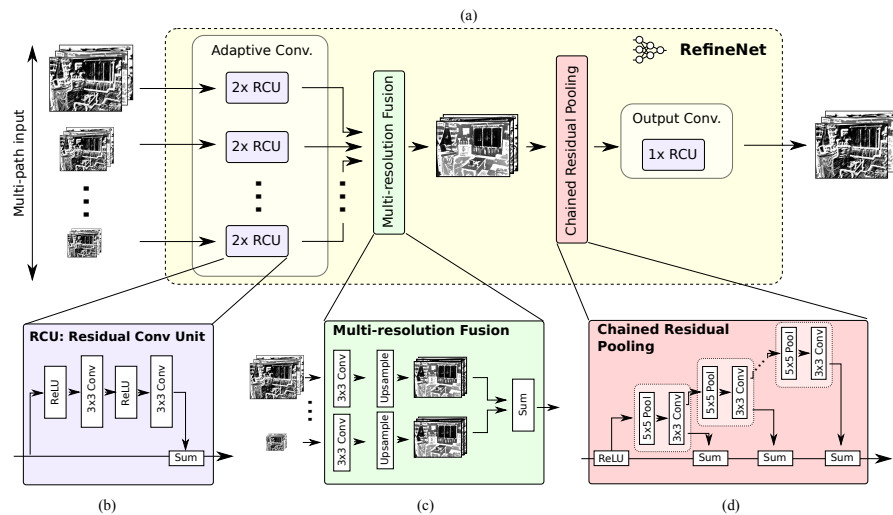 (a)
Multi-path input
Adaptive Conv.
2x RCU
2x RCU
2x RCU
Multi-resolution Fusion
Chained Residual Pooling
RefineNet
Output Conv.
1x RCU
RCU: Residual Conv Unit
ReLU
3x3 Conv
ReLU
3x3 Conv
Sum
(b)
Multi-resolution Fusion
3x3 Conv
Upsample
3x3 Conv
Upsample
Sum
(c)
Chained Residual
Pooling
ReLU
5x5 Pool
3x3 Conv
5x5 Pool
3x3 Conv
5x5 Pool
3x3 Conv
Sum
Sum
Sum
(d)